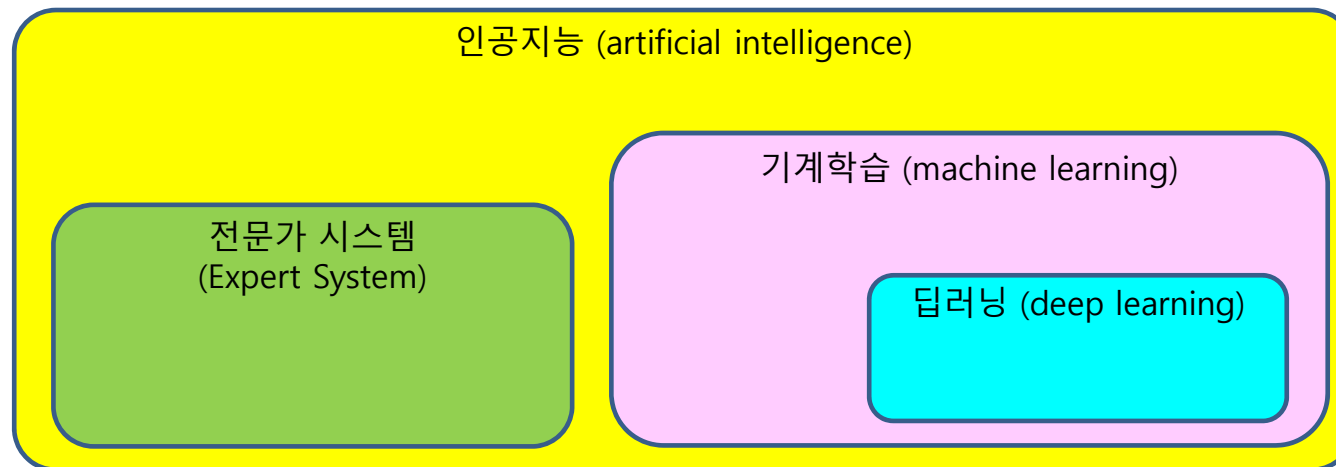 인공지능 (artificial intelligence)
기계학습 (machine learning)
전문가 시스템
(Expert System)
딥러닝 (deep learning)